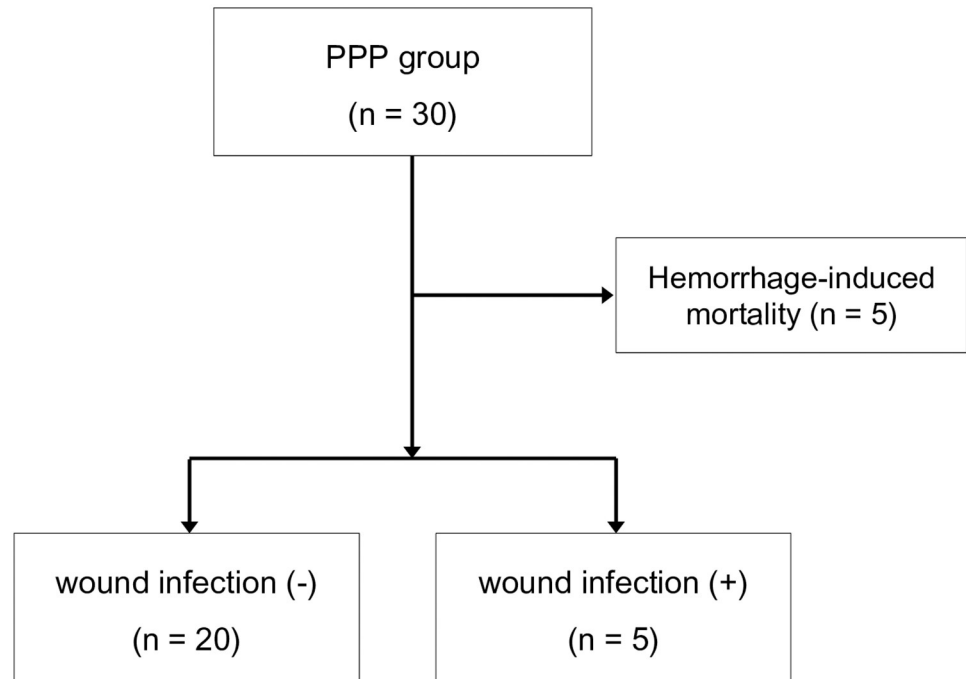 PPP group
(n = 30)
Hemorrhage-induced
mortality (n = 5)
wound infection (-)
(n = 20)
wound infection (+)
(n = 5)